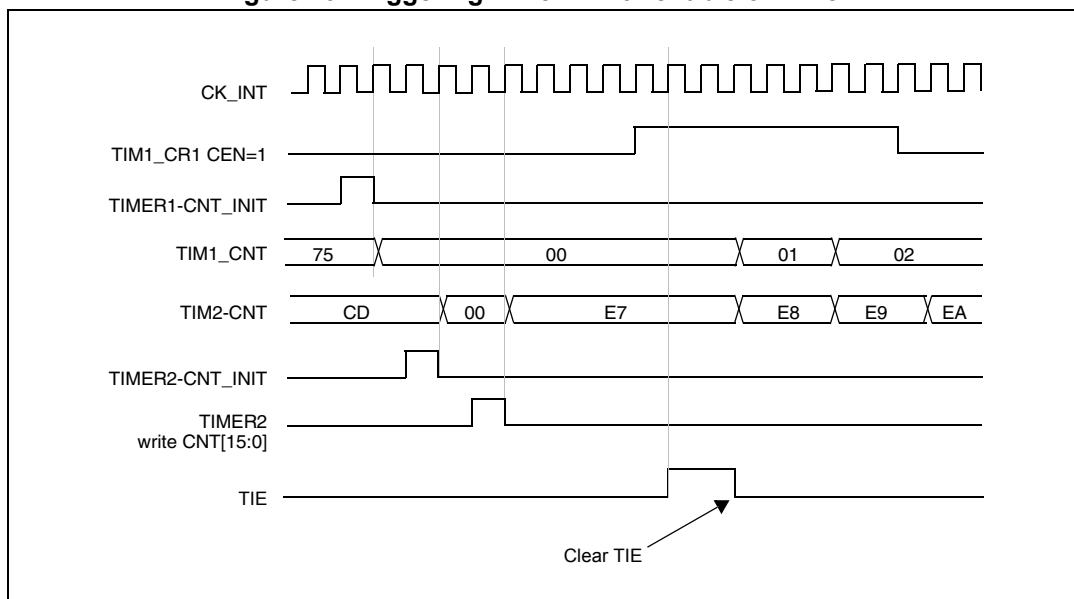 CK_INT
TIM1_CR1 CEN=1
TIMER1-CNT_INIT
TIM1_CNT
75
00
01
02
TIM2-CNT
CD
00
E7
E8
E9
EA
TIMER2-CNT_INIT
TIMER2
write CNT[15:0]
TIE
Clear TIE